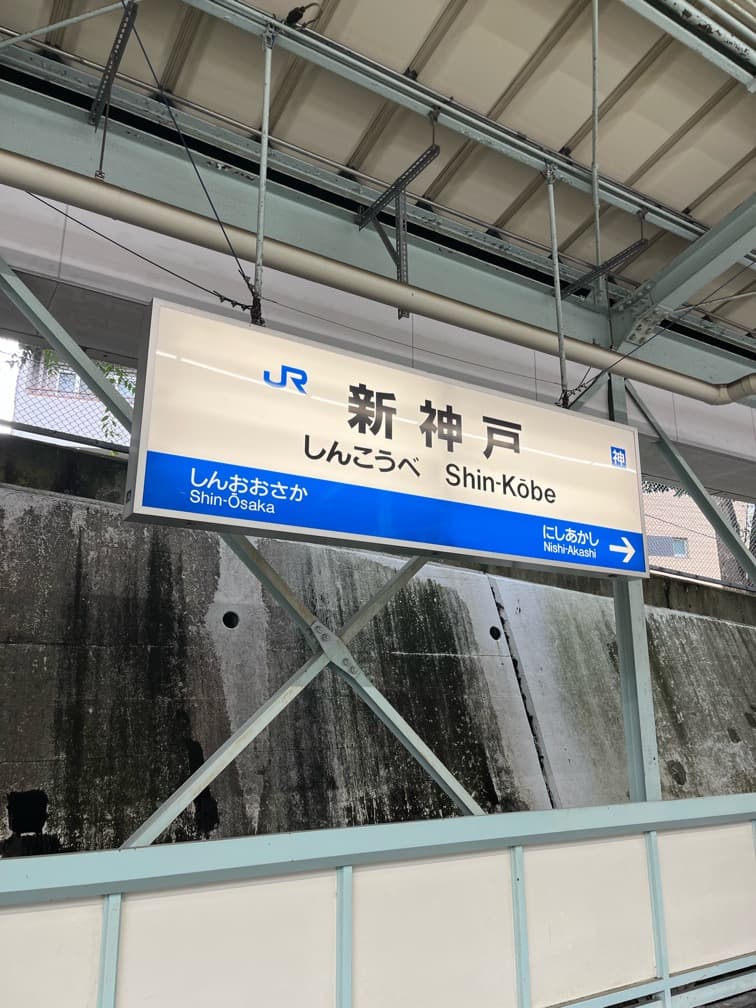 JR
新神戸
神
しんこうべ Shin-Kōbe
しんおおさか
Shin-Ōsaka
にしあかし
Nishi-Akashi →